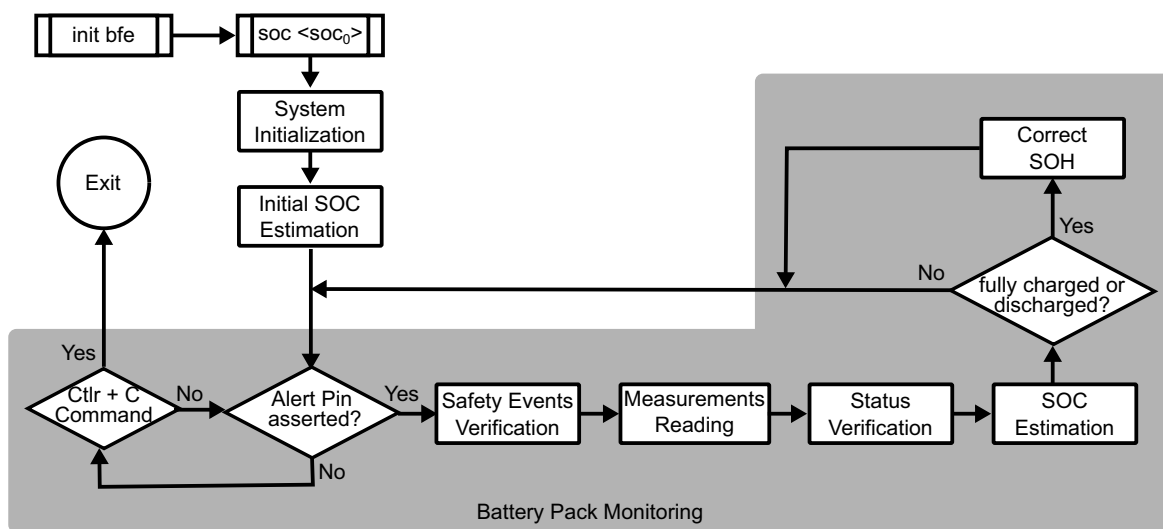 init bfe
soc <soc₀>
System
Initialization
Correct
SOH
Exit
Initial SOC
Estimation
Yes
No
fully charged or
discharged?
Yes
Ctlr + C
Command
No
Alert Pin
asserted?
Yes
Safety Events
Verification
Measurements
Reading
Status
Verification
SOC
Estimation
No
Battery Pack Monitoring